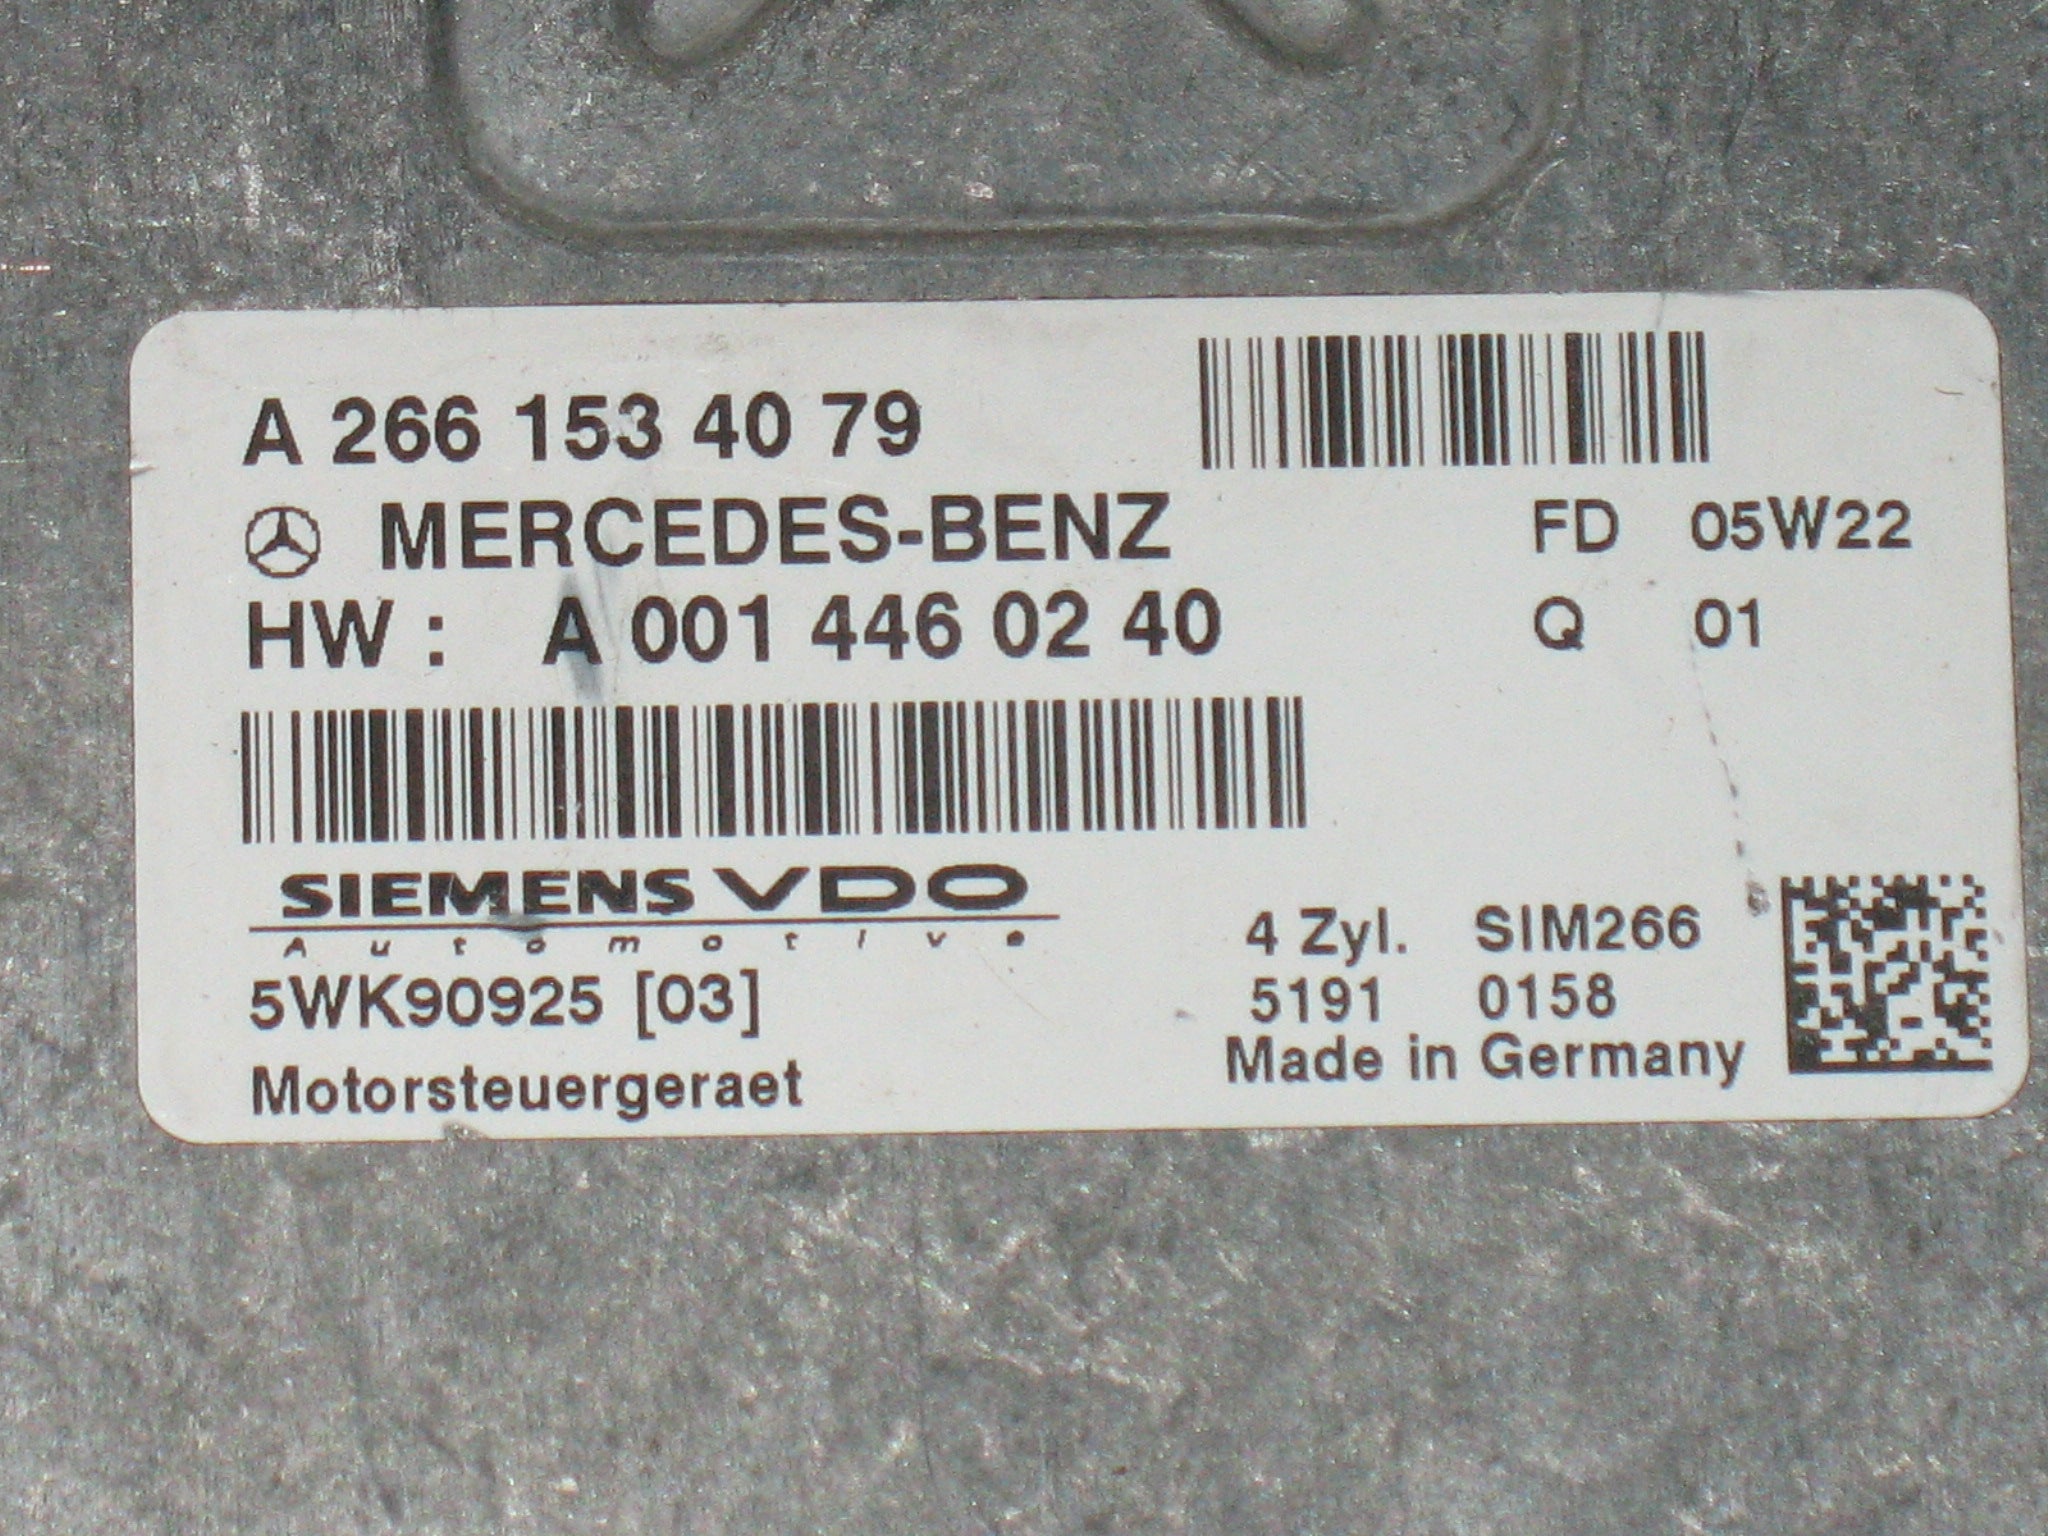 A 266 153 40 79
MERCEDES-BENZ
FD 05W22
HW : A 001 446 02 40
Q 01
SIEMENS VDO
Automotive
4 Zyl. SIM266
5WK90925 [03]
5191 0158
Made in Germany
Motorsteuergeraet